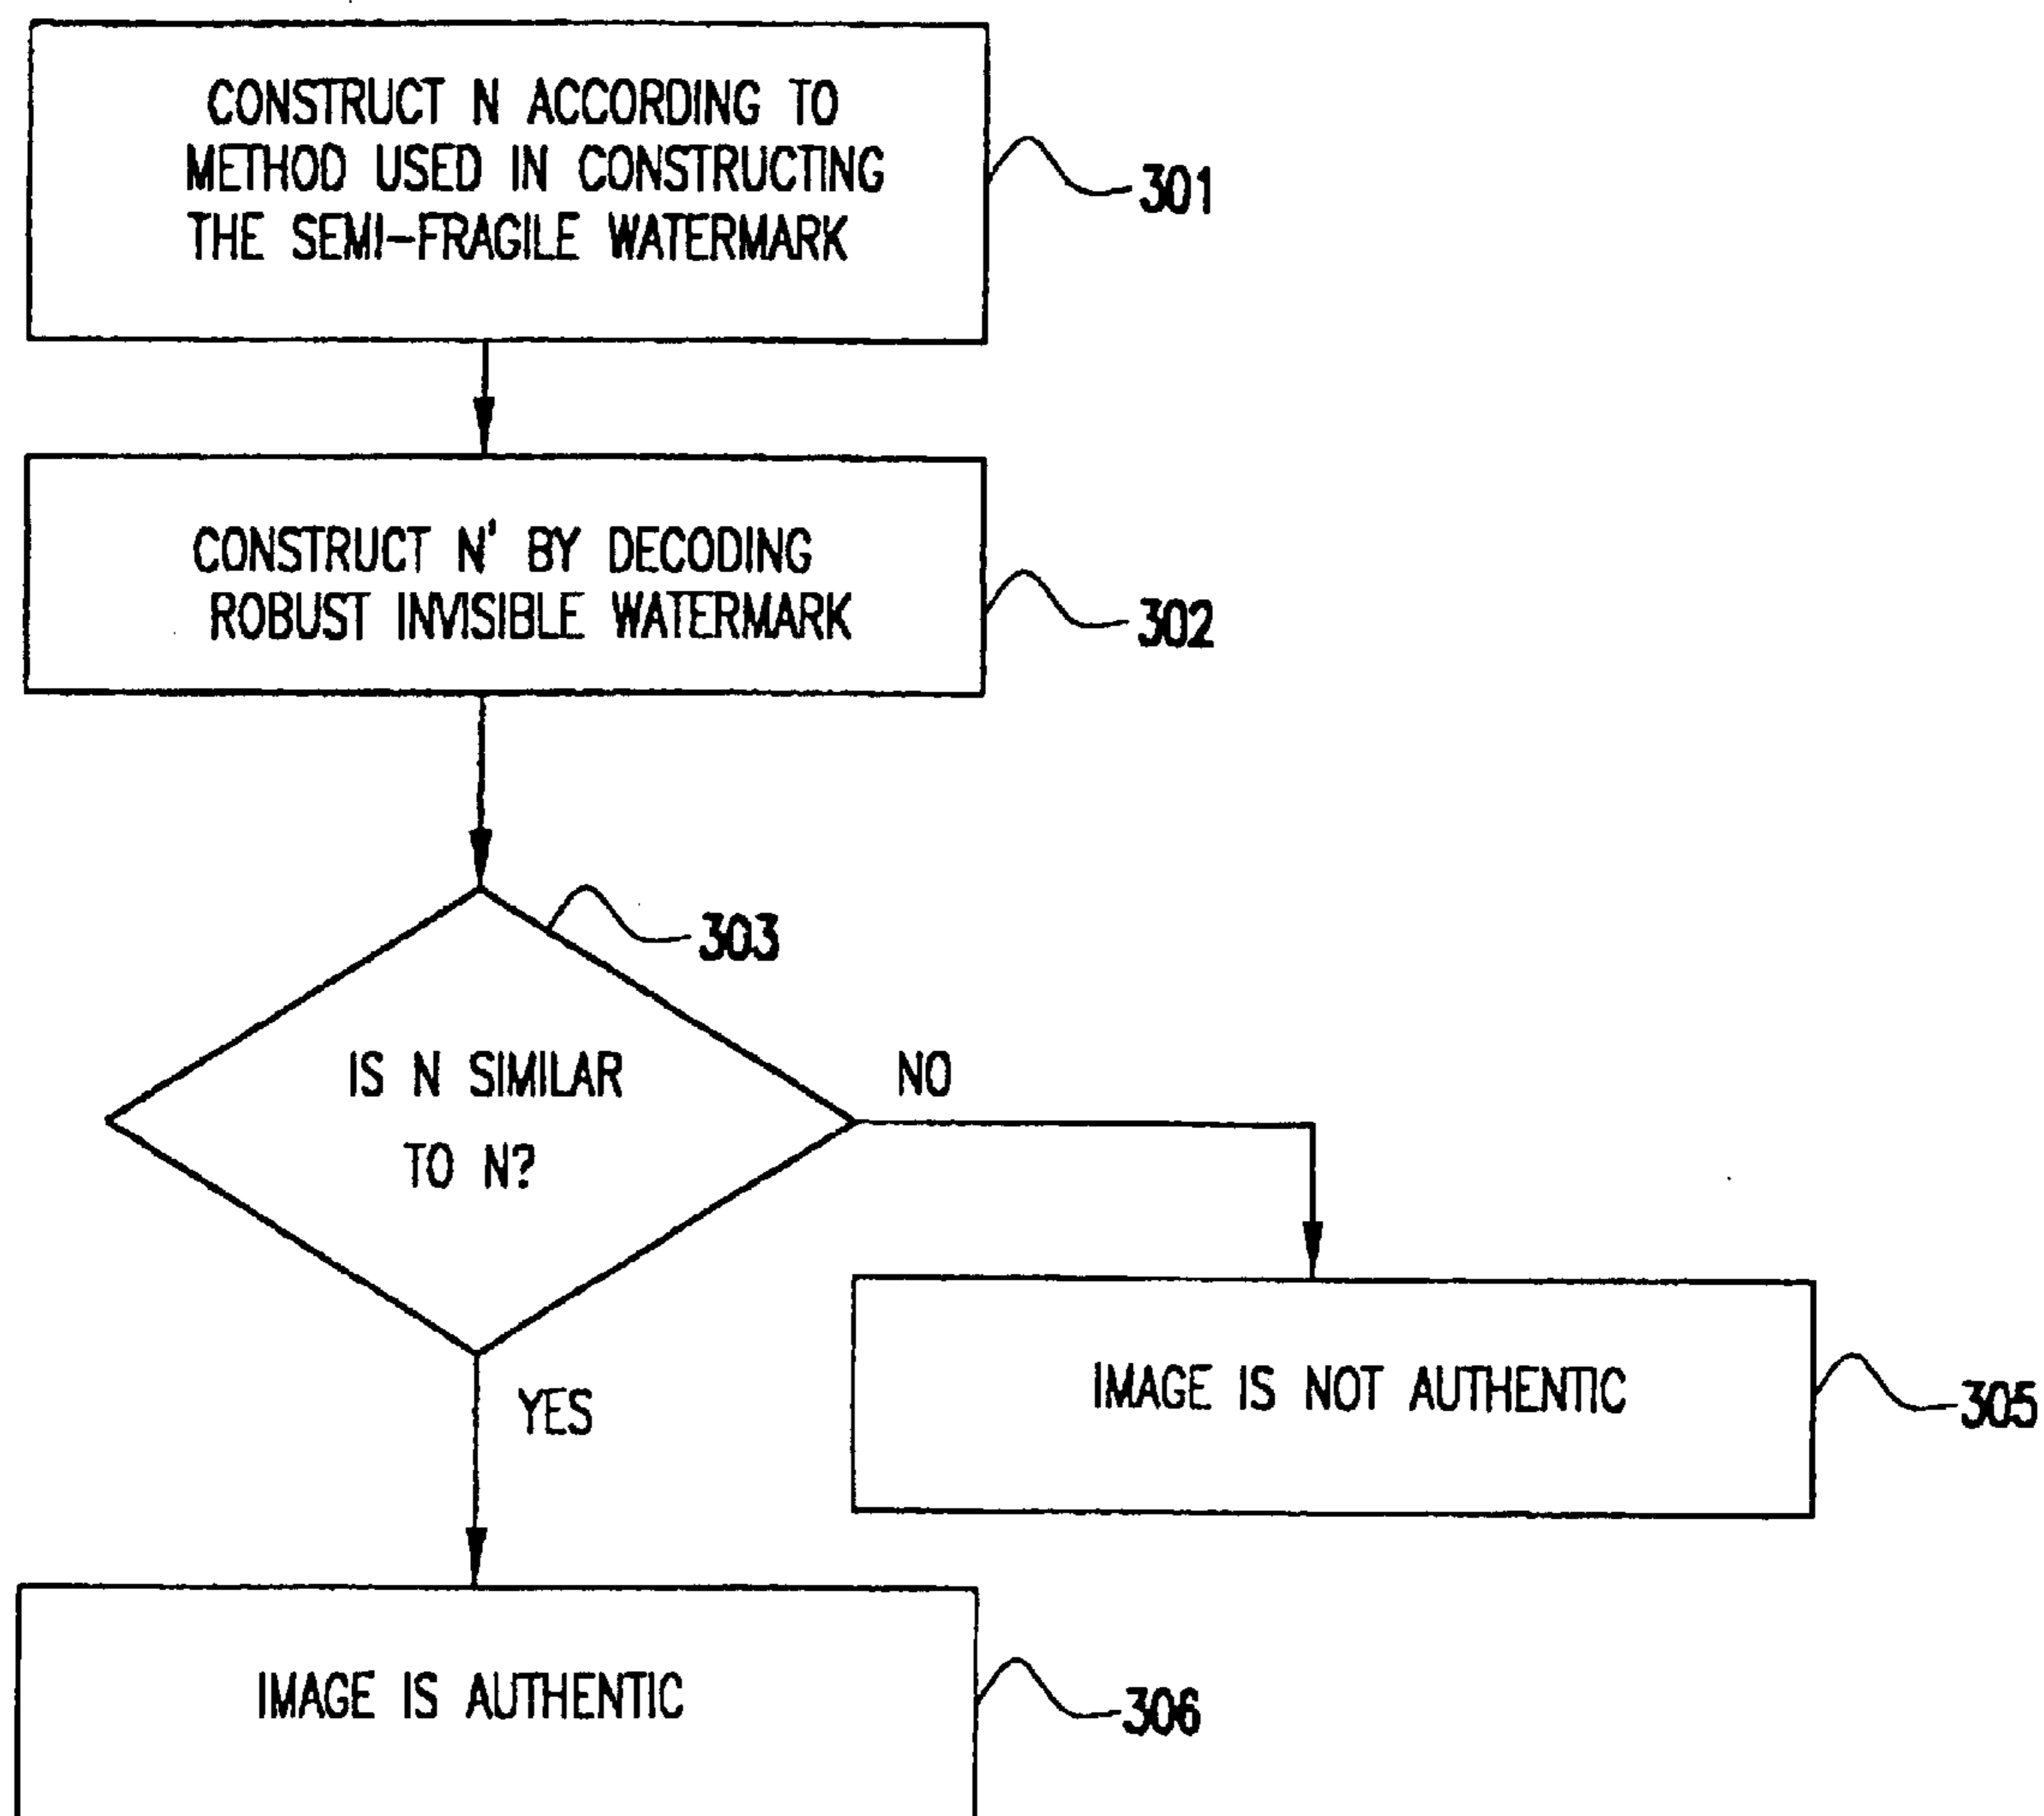 CONSTRUCT N ACCORDING TO
METHOD USED IN CONSTRUCTING
THE SEMI-FRAGILE WATERMARK
301
CONSTRUCT N' BY DECODING
ROBUST INVISIBLE WATERMARK
302
303
IS N SIMILAR
TO N?
NO
YES
IMAGE IS NOT AUTHENTIC
305
IMAGE IS AUTHENTIC
306